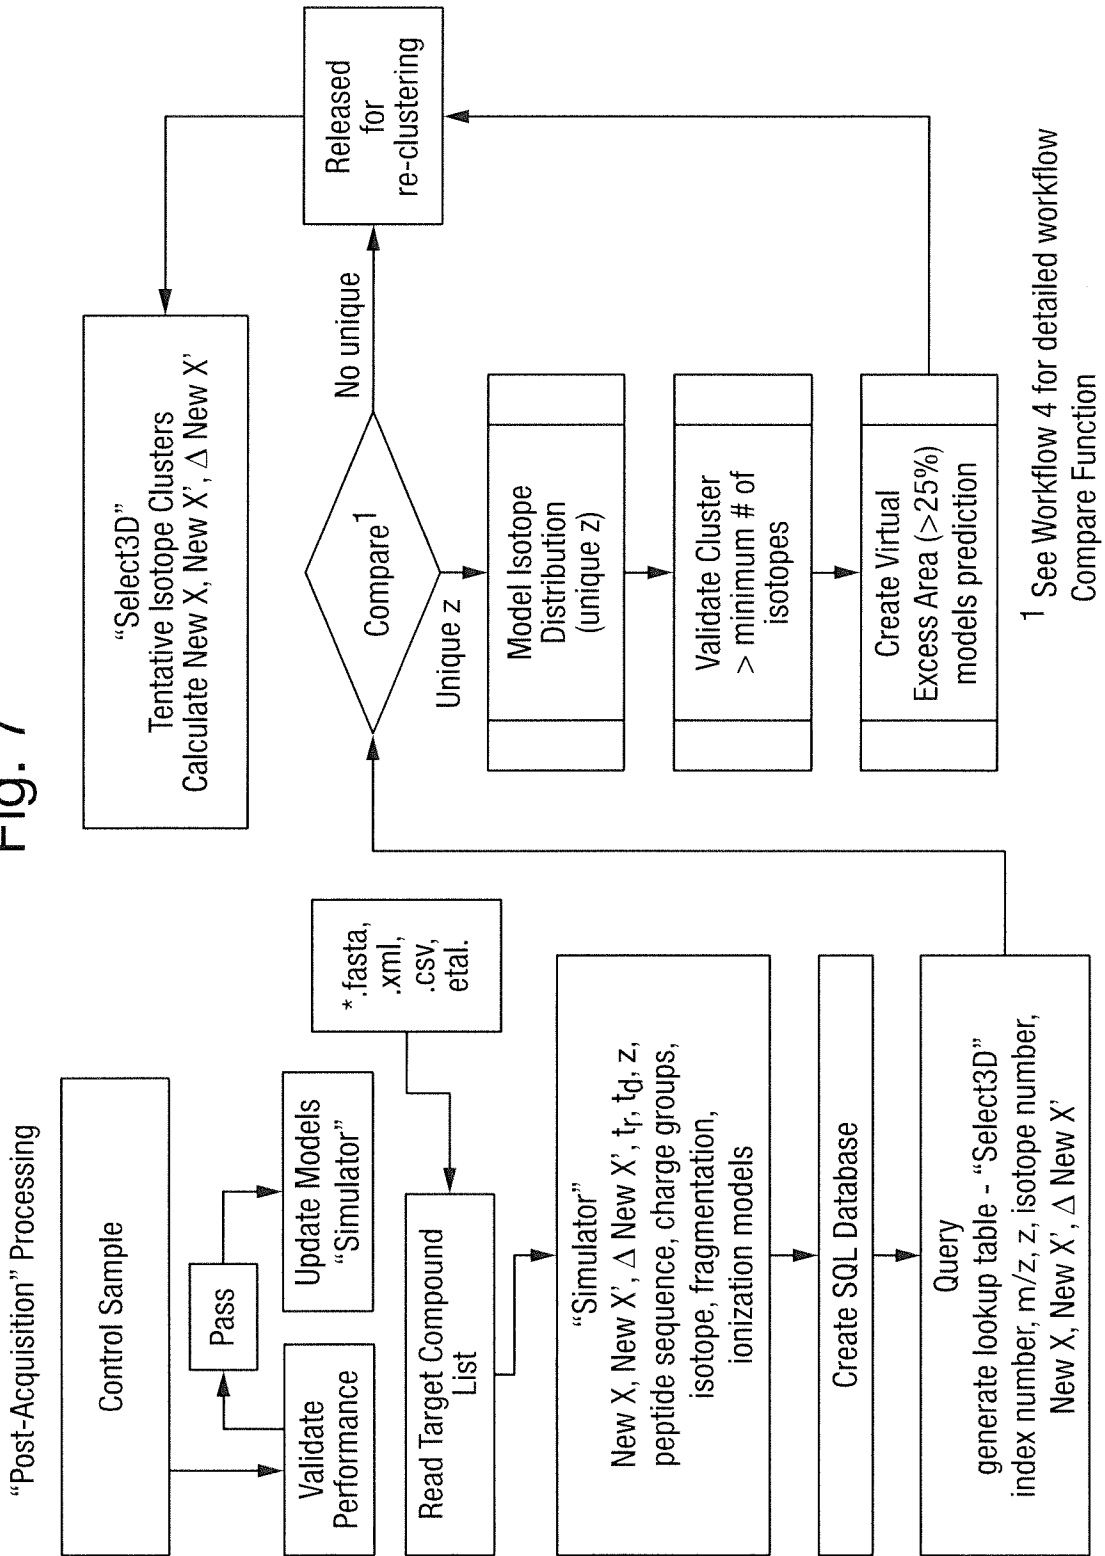 Fig. 7
"Post-Acquisition" Processing
Control Sample
Validate
Performance
Pass
Update Models
“Simulator”
*.fasta,
.xml,
.csv,
etal.
Read Target Compound
List
“Simulator”
New X, New X', Δ New X', tr, td, z,
peptide sequence, charge groups,
isotope, fragmentation,
ionization models
Create SQL Database
Query
generate lookup table - “Select3D”
index number, m/z, z, isotope number,
New X, New X', Δ New X'
“Select3D”
Tentative Isotope Clusters
Calculate New X, New X', Δ New X'
Compare1
No unique
Released
for
re-clustering
Unique z
Model Isotope
Distribution
(unique z)
Validate Cluster
> minimum # of
isotopes
Create Virtual
Excess Area (>25%)
models prediction
1 See Workflow 4 for detailed workflow
Compare Function